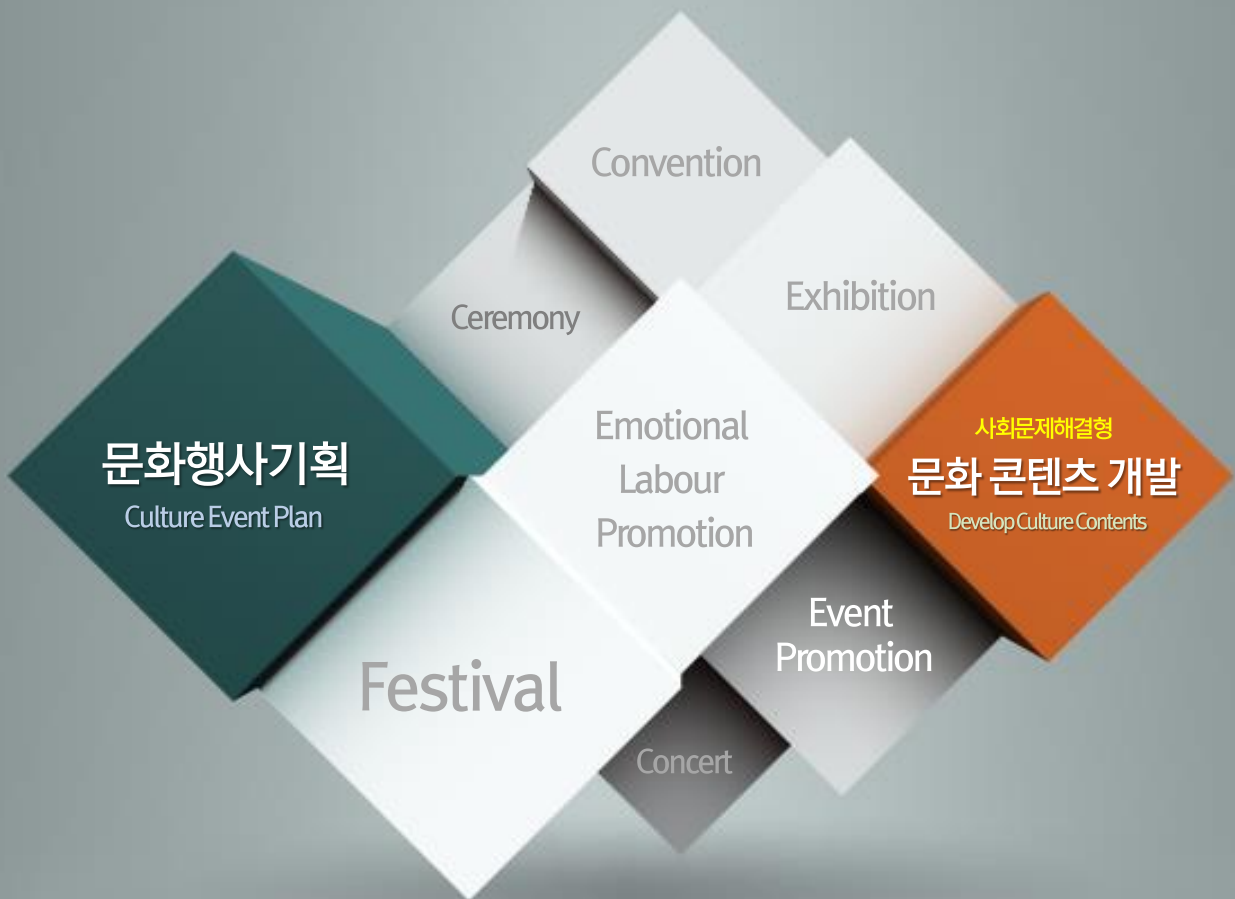 Convention
Exhibition
Ceremony
Emotional
Labour
Promotion
문화행사기획
Culture Event Plan
사회문제해결형
문화 콘텐츠 개발
Develop Culture Contents
Event
Promotion
Festival
Concert